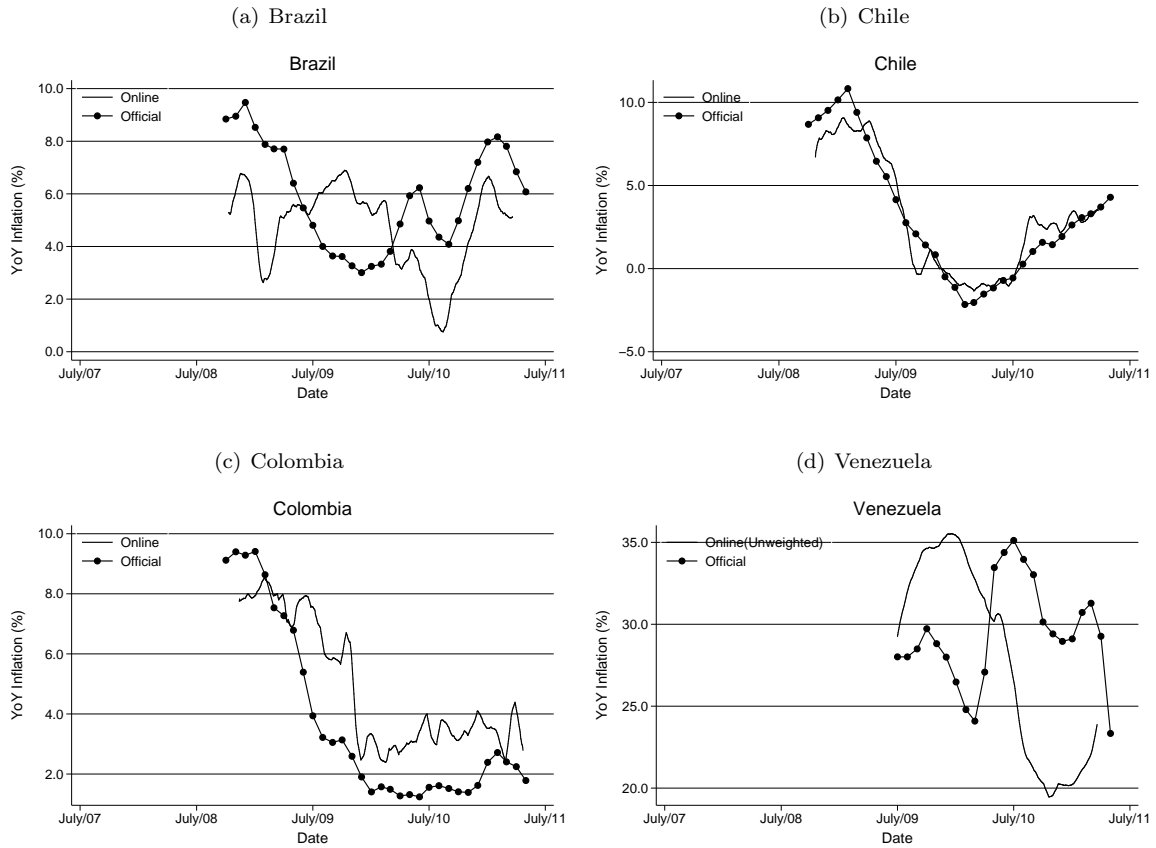 (a) Brazil
Brazil
Online
Official
YoY Inflation (%)
10.0
8.0
6.0
4.0
2.0
0.0
July/07 July/08 July/09 July/10 July/11
Date
(b) Chile
Chile
Online
Official
YoY Inflation (%)
10.0
5.0
0.0
−5.0
July/07 July/08 July/09 July/10 July/11
Date
(c) Colombia
Colombia
Online
Official
YoY Inflation (%)
10.0
8.0
6.0
4.0
2.0
July/07 July/08 July/09 July/10 July/11
Date
(d) Venezuela
Venezuela
Online(Unweighted)
Official
YoY Inflation (%)
35.0
30.0
25.0
20.0
July/07 July/08 July/09 July/10 July/11
Date